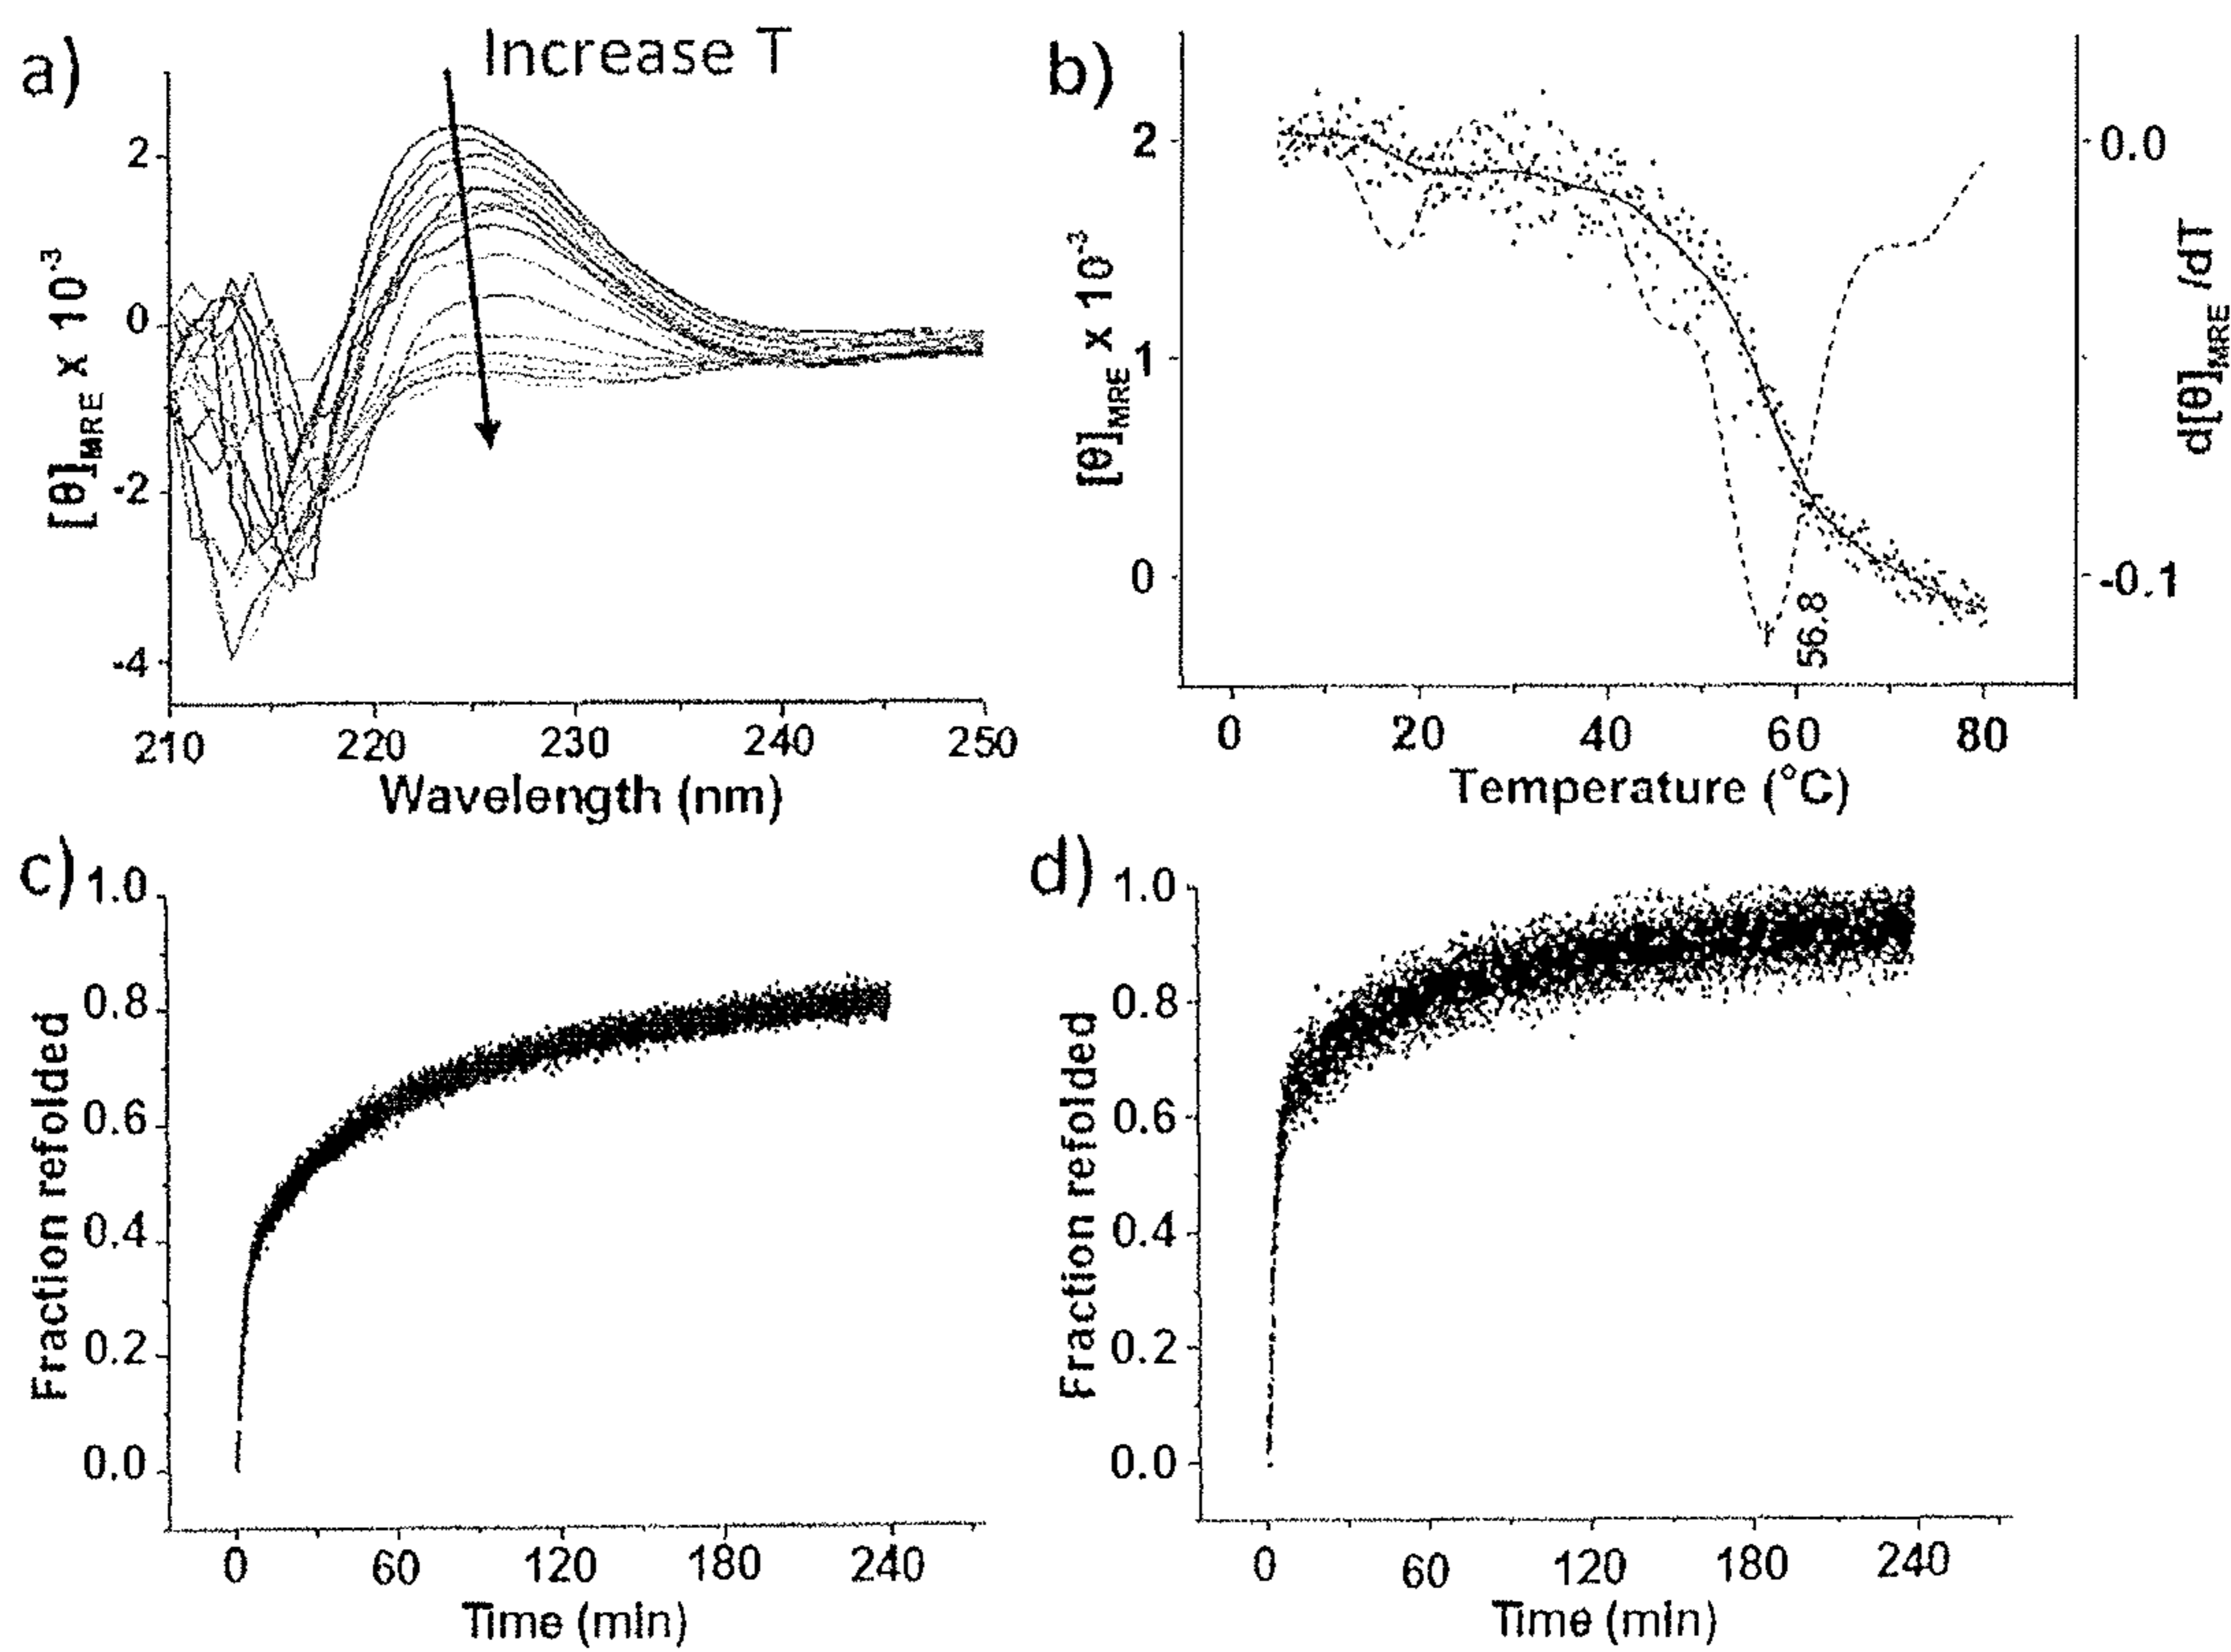 a)
Increase T
2
0
-2
-4
[θ]MRE x 10-3
210 220 230 240 250
Wavelength (nm)
b)
2
1
0
[θ]MRE x 10-3
0.0
-0.1
d[θ]MRE /dT
56.8
0 20 40 60 80
Temperature (°C)
c)
1.0
0.8
0.6
0.4
0.2
0.0
Fraction refolded
0 60 120 180 240
Time (min)
d)
1.0
0.8
0.6
0.4
0.2
0.0
Fraction refolded
0 60 120 180 240
Time (min)